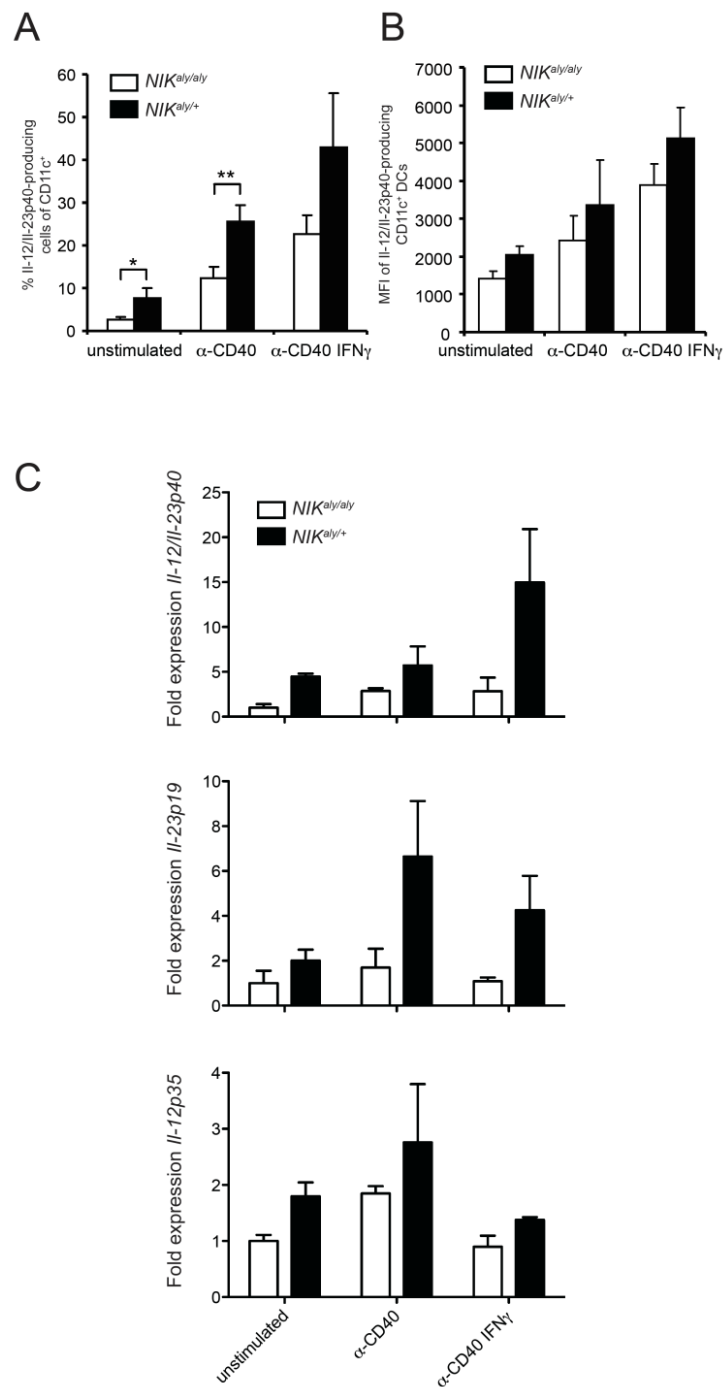 A
60
50
40
30
20
10
0
% Il-12/Il-23p40-producing
cells of CD11c⁺
NIKaly/aly
NIKaly/+
*
**
unstimulated
α-CD40
α-CD40 IFNγ
B
7000
6000
5000
4000
3000
2000
1000
0
MFI of Il-12/Il-23p40-producing
CD11c⁺ DCs
NIKaly/aly
NIKaly/+
unstimulated
α-CD40
α-CD40 IFNγ
C
25
20
15
10
5
0
Fold expression Il-12/Il-23p40
NIKaly/aly
NIKaly/+
10
8
6
4
2
0
Fold expression Il-23p19
4
3
2
1
0
Fold expression Il-12p35
unstimulated
α-CD40
α-CD40 IFNγ